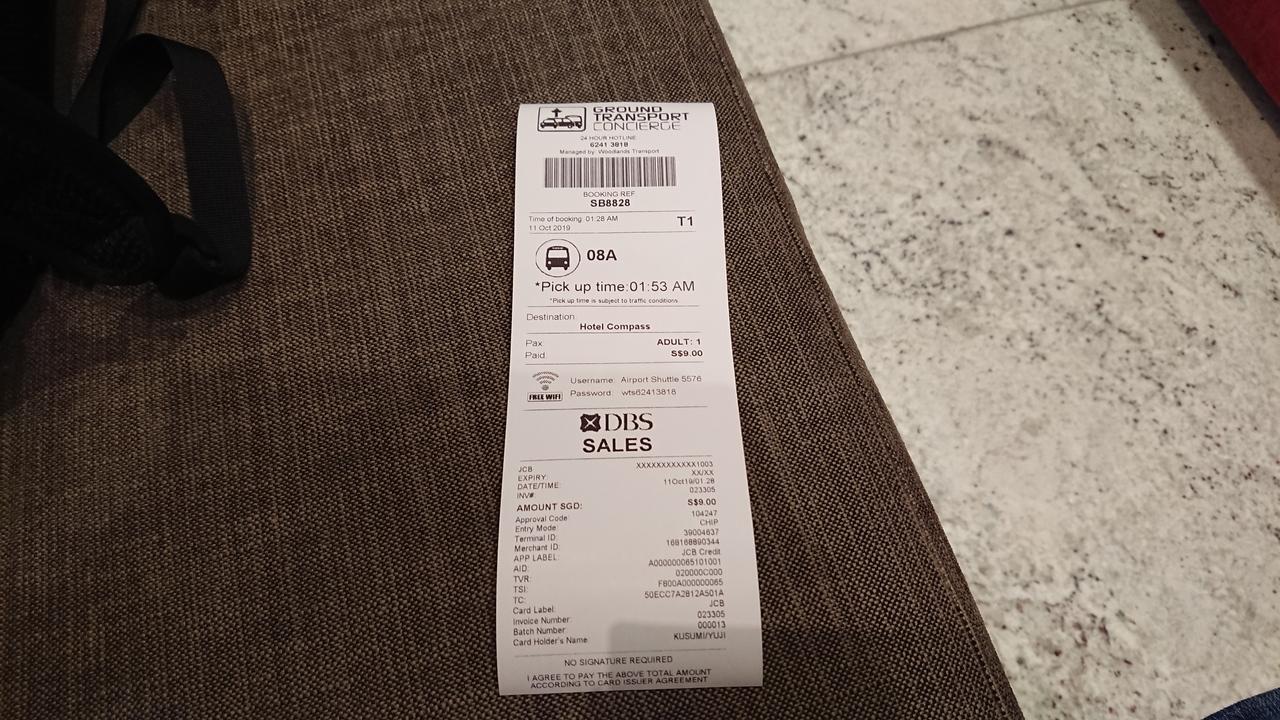 GROUND
TRANSPORT
CONCIERGE
24 HOUR HOTLINE
6241 3818
Managed by: Woodlands Transport
BOOKING REF
SB8828
Time of booking: 01:28 AM
11 Oct 2019 T1
08A
*Pick up time:01:53 AM
*Pick up time is subject to traffic conditions
Destination:
Hotel Compass
Pax: ADULT: 1
Paid: S$9.00
FREE WIFI
Username: Airport Shuttle 5576
Password: wts62413818
DBS
SALES
JCB XXXXXXXXXXXX1003
EXPIRY: XX/XX
DATE/TIME: 11Oct19/01:28
INV#: 023305
AMOUNT SGD: S$9.00
Approval Code: 104247
Entry Mode: CHIP
Terminal ID: 39004637
Merchant ID: 168168890344
APP LABEL: JCB Credit
AID: A0000000651010​01
TVR: 020000C000
TSI: F800A000000065
TC: 50ECC7A2812A501A
Card Label: JCB
Invoice Number: 023305
Batch Number: 000013
Card Holder's Name: KUSUMI/YUJI
NO SIGNATURE REQUIRED
I AGREE TO PAY THE ABOVE TOTAL AMOUNT
ACCORDING TO CARD ISSUER AGREEMENT